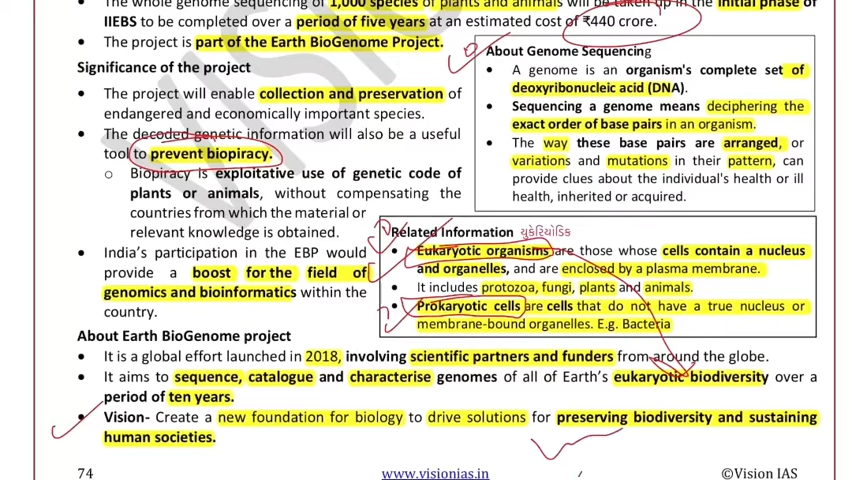 The whole genome sequencing of 1,000 species of plants and animals will be taken up in the initial phase of
IIEBS to be completed over a period of five years at an estimated cost of ₹440 crore.
• The project is part of the Earth BioGenome Project.
Significance of the project
• The project will enable collection and preservation of
endangered and economically important species.
• The decoded genetic information will also be a useful
tool to prevent biopiracy.
o Biopiracy is exploitative use of genetic code of
plants or animals, without compensating the
countries from which the material or
relevant knowledge is obtained.
• India's participation in the EBP would
provide a boost for the field of
genomics and bioinformatics within the
country.
About Genome Sequencing
• A genome is an organism's complete set of
deoxyribonucleic acid (DNA).
• Sequencing a genome means deciphering the
exact order of base pairs in an organism.
• The way these base pairs are arranged, or
variations and mutations in their pattern, can
provide clues about the individual's health or ill
health, inherited or acquired.
Related Information યુકેરિયોડિક
• Eukaryotic organisms are those whose cells contain a nucleus
and organelles, and are enclosed by a plasma membrane.
• It includes protozoa, fungi, plants and animals.
• Prokaryotic cells are cells that do not have a true nucleus or
membrane-bound organelles. E.g. Bacteria
About Earth BioGenome project
• It is a global effort launched in 2018, involving scientific partners and funders from around the globe.
• It aims to sequence, catalogue and characterise genomes of all of Earth's eukaryotic biodiversity over a
period of ten years.
• Vision- Create a new foundation for biology to drive solutions for preserving biodiversity and sustaining
human societies.
74 www.visionias.in ©Vision IAS